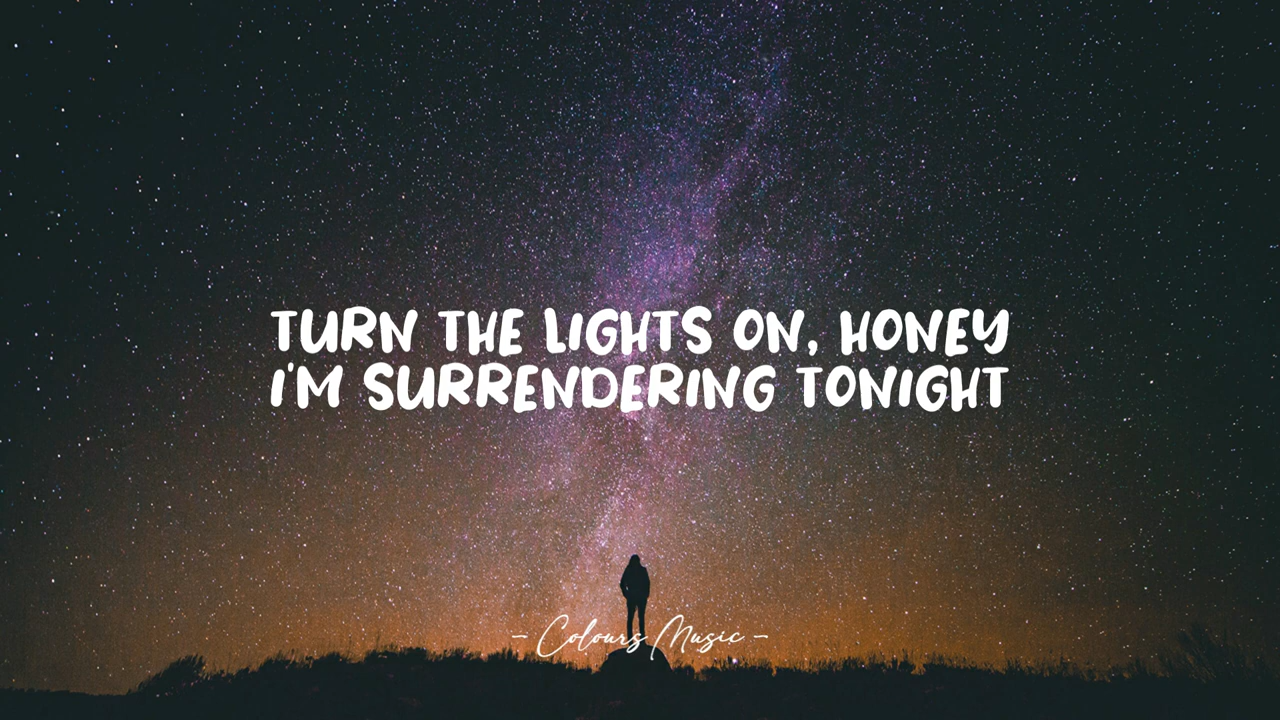 TURN THE LIGHTS ON, HONEY
I'M SURRENDERING TONIGHT
- Colours Music -